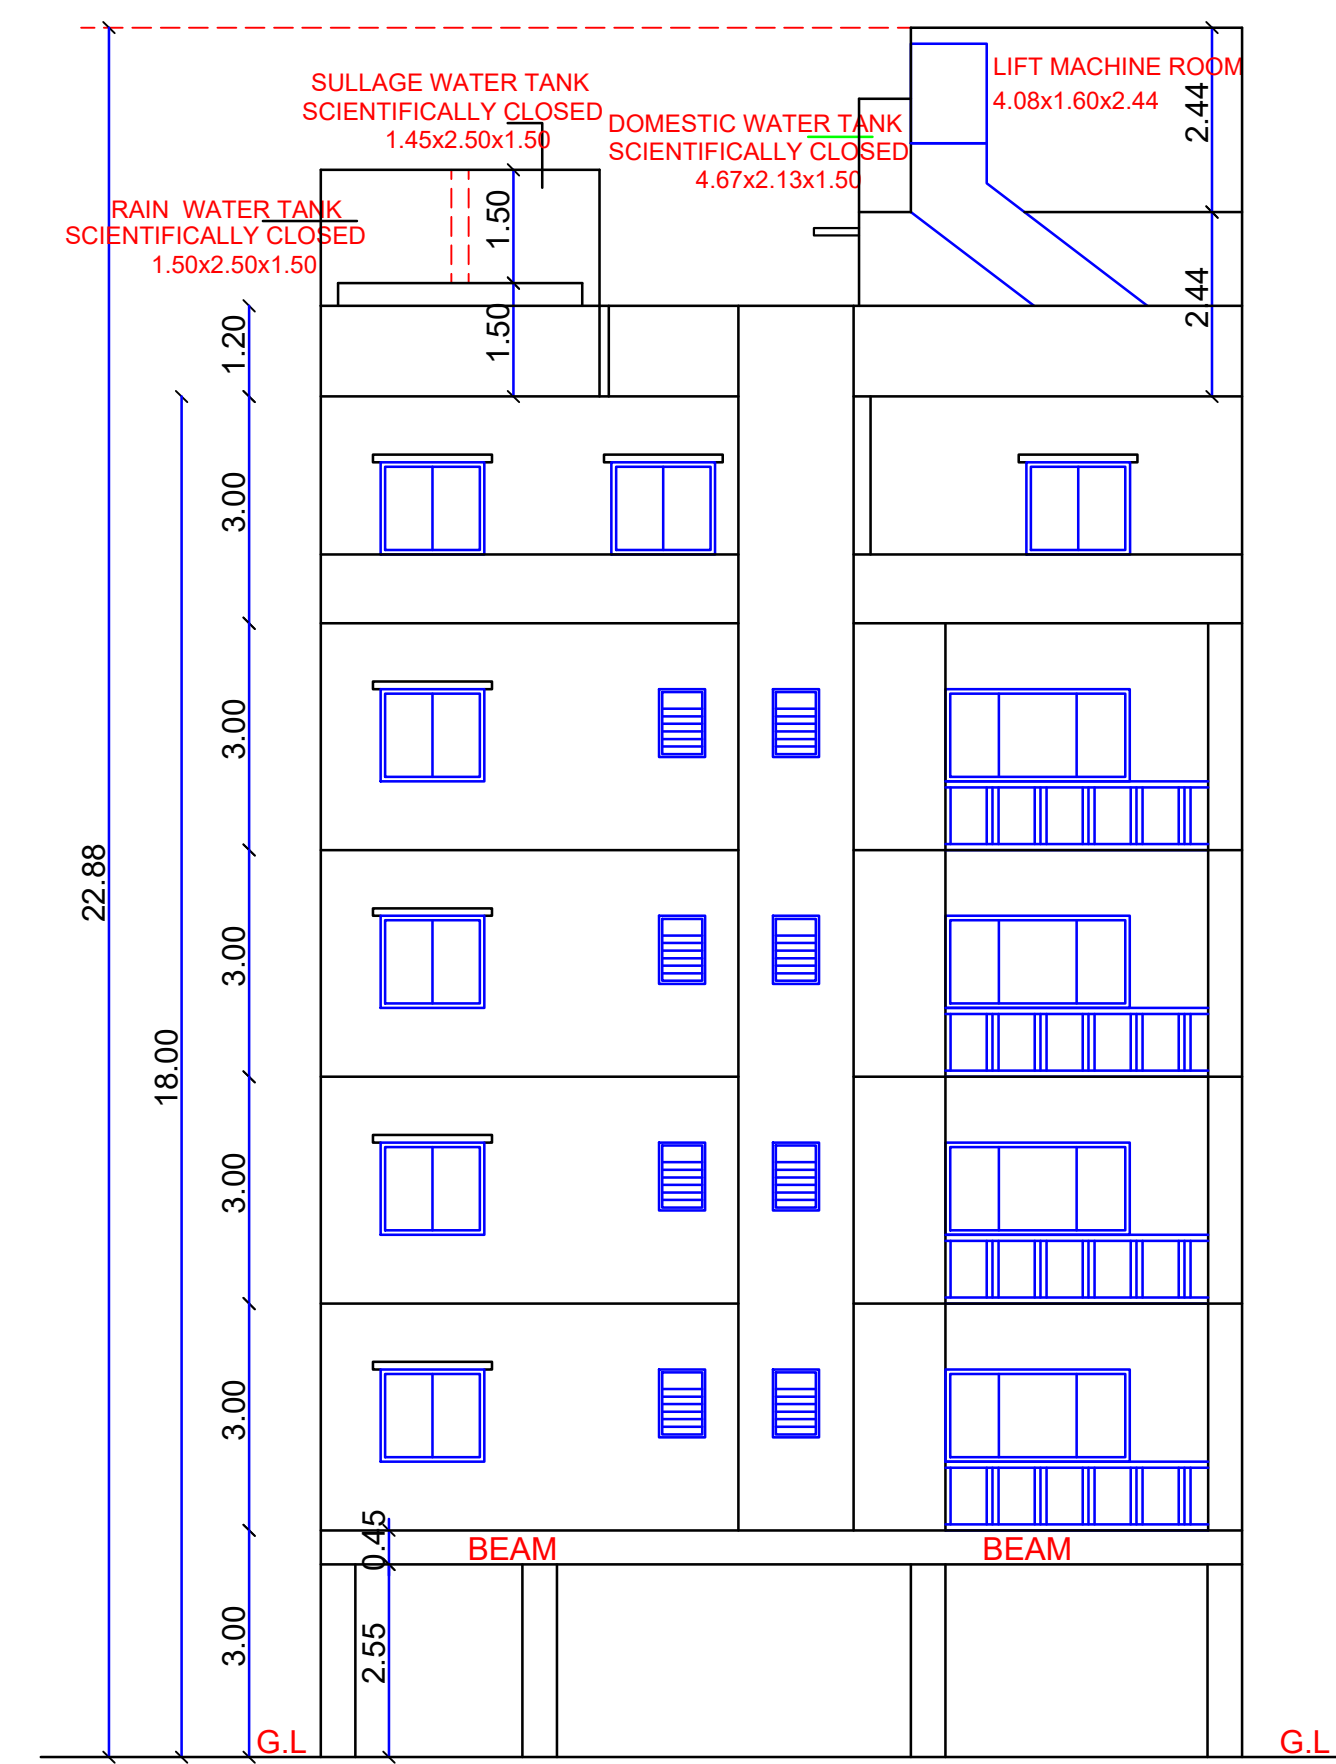 LIFT MACHINE ROOM
4.08x1.60x2.44
SULLAGE WATER TANK
SCIENTIFICALLY CLOSED
1.45x2.50x1.50
DOMESTIC WATER TANK
SCIENTIFICALLY CLOSED
4.67x2.13x1.50
RAIN WATER TANK
SCIENTIFICALLY CLOSED
1.50x2.50x1.50
2.44
1.50
2.44
1.50
1.20
3.00
3.00
22.88
3.00
18.00
3.00
3.00
0.45
BEAM
BEAM
3.00
2.55
G.L
G.L